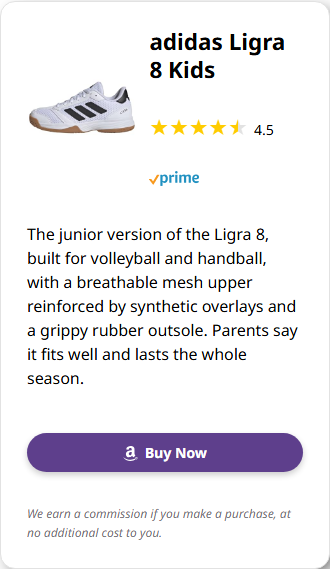 adidas Ligra
8 Kids
4.5
prime
The junior version of the Ligra 8,
built for volleyball and handball,
with a breathable mesh upper
reinforced by synthetic overlays and
a grippy rubber outsole. Parents say
it fits well and lasts the whole
season.
Buy Now
We earn a commission if you make a purchase, at
no additional cost to you.